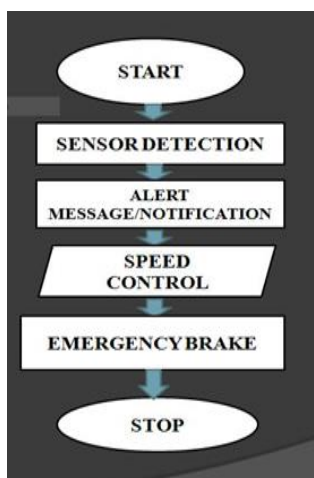 START
SENSOR DETECTION
ALERT
MESSAGE/NOTIFICATION
SPEED
CONTROL
EMERGENCY BRAKE
STOP